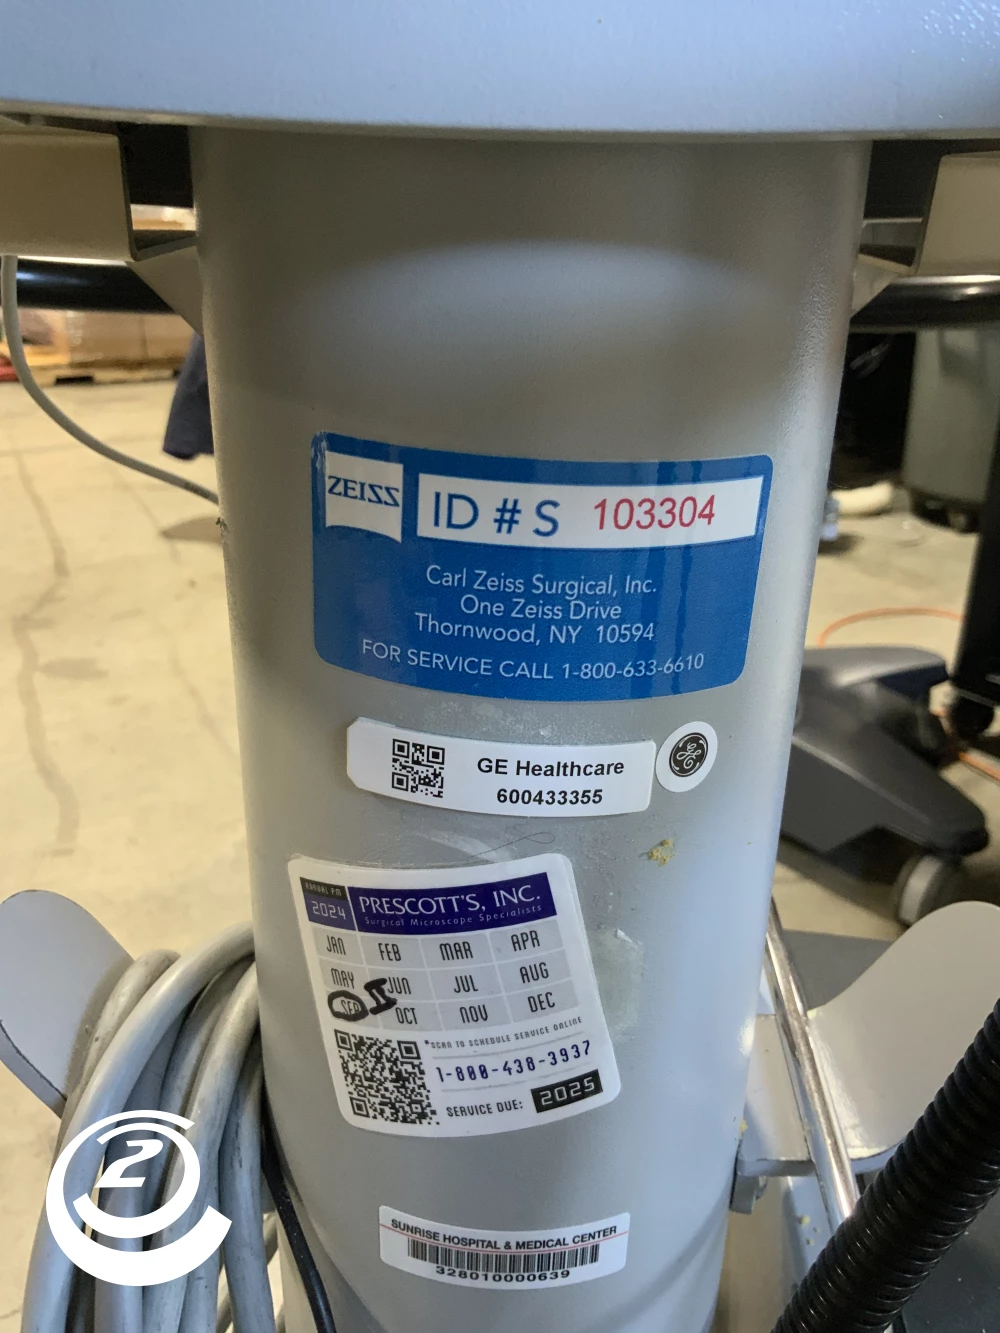 ZEISS
ID # S 103304
Carl Zeiss Surgical, Inc.
One Zeiss Drive
Thornwood, NY 10594
FOR SERVICE CALL 1-800-633-6610
GE Healthcare
600433355
GE
ANNUAL PM
2024
PRESCOTT'S, INC.
Surgical Microscope Specialists
JAN FEB MAR APR
MAY JUN JUL AUG
SEP OCT NOV DEC
*SCAN TO SCHEDULE SERVICE ONLINE
1-800-438-3937
SERVICE DUE: 2025
SUNRISE HOSPITAL & MEDICAL CENTER
328010000639
2